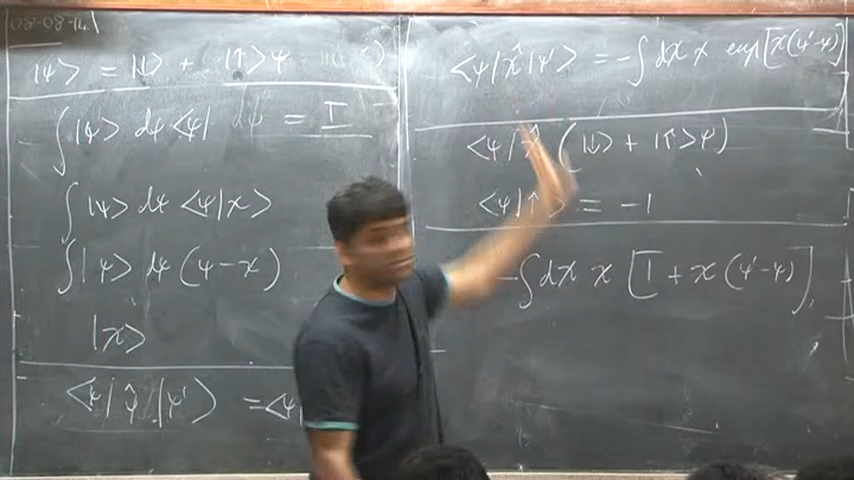 08-08-14
|ψ> = |↓> + |↑>ψ
∫|ψ> dψ <ψ| dψ = I
∫ |ψ> dψ <ψ|x>
∫|ψ> dψ (ψ-x)
|x>
<ψ| ψ̂ |ψ'> = <ψ|
<ψ|x̂|ψ'> = -∫dx x exp[x(ψ'-ψ)]
<ψ| (|↓> + |↑>ψ')
<ψ|↑> = -1
-∫dx x [1 + x(ψ'-ψ)]